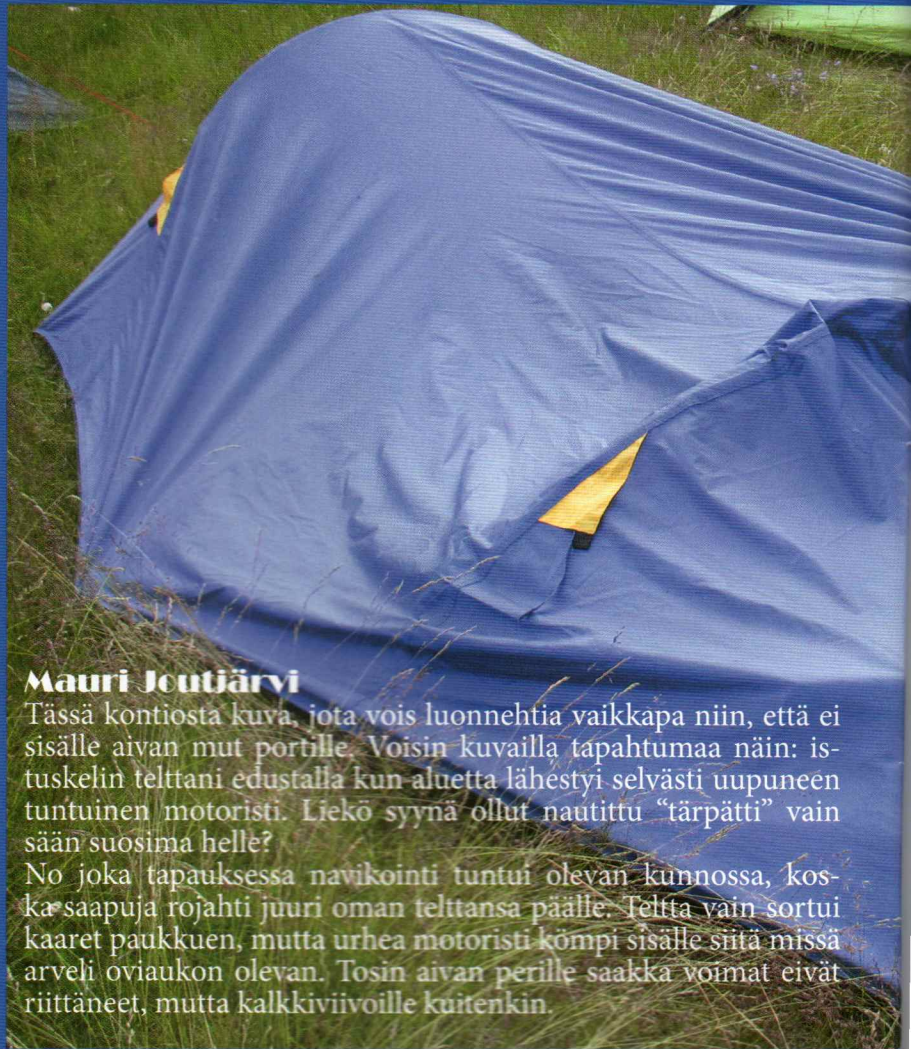 Mauri Joutjärvi
Tässä kontiosta kuva, jota vois luonnehtia vaikkapa niin, että ei
sisälle aivan mut portille. Voisin kuvailla tapahtumaa näin: is-
tuskelin telttani edustalla kun aluetta lähestyi selvästi uupuneen
tuntuinen motoristi. Liekö syynä ollut nautittu “tärpätti” vain
sään suosima helle?
No joka tapauksessa navikointi tuntui olevan kunnossa, kos-
ka saapuja rojahti juuri oman telttansa päälle. Teltta vain sortui
kaaret paukkuen, mutta urhea motoristi kömpi sisälle siitä missä
arveli oviaukon olevan. Tosin aivan perille saakka voimat eivät
riittäneet, mutta kalkkiviivoille kuitenkin.